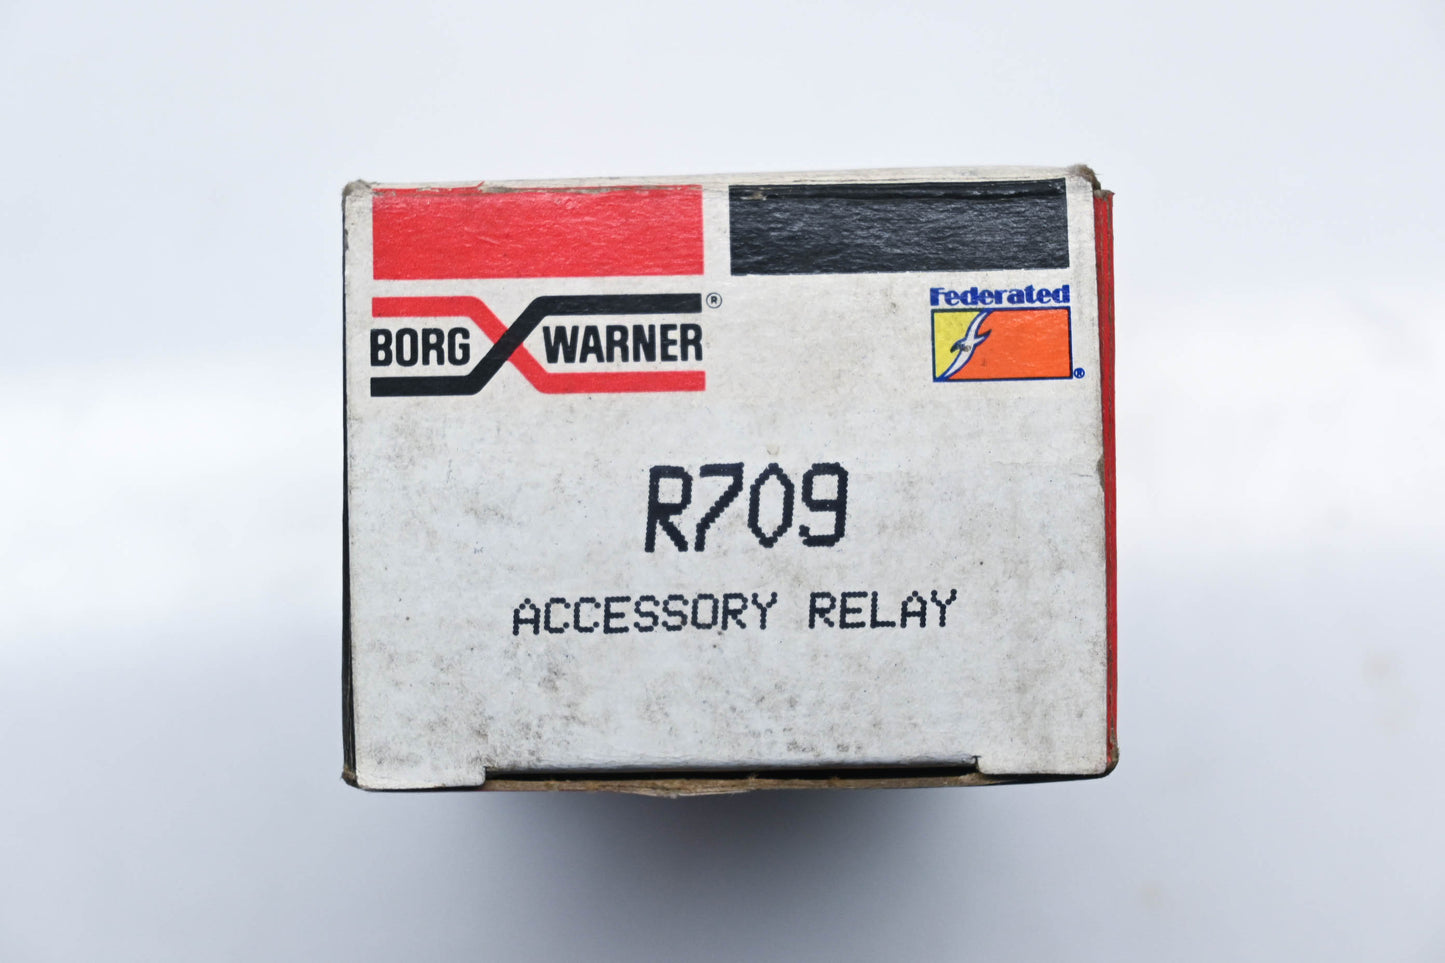 BORG WARNER ®
Federated ®
R709
ACCESSORY RELAY